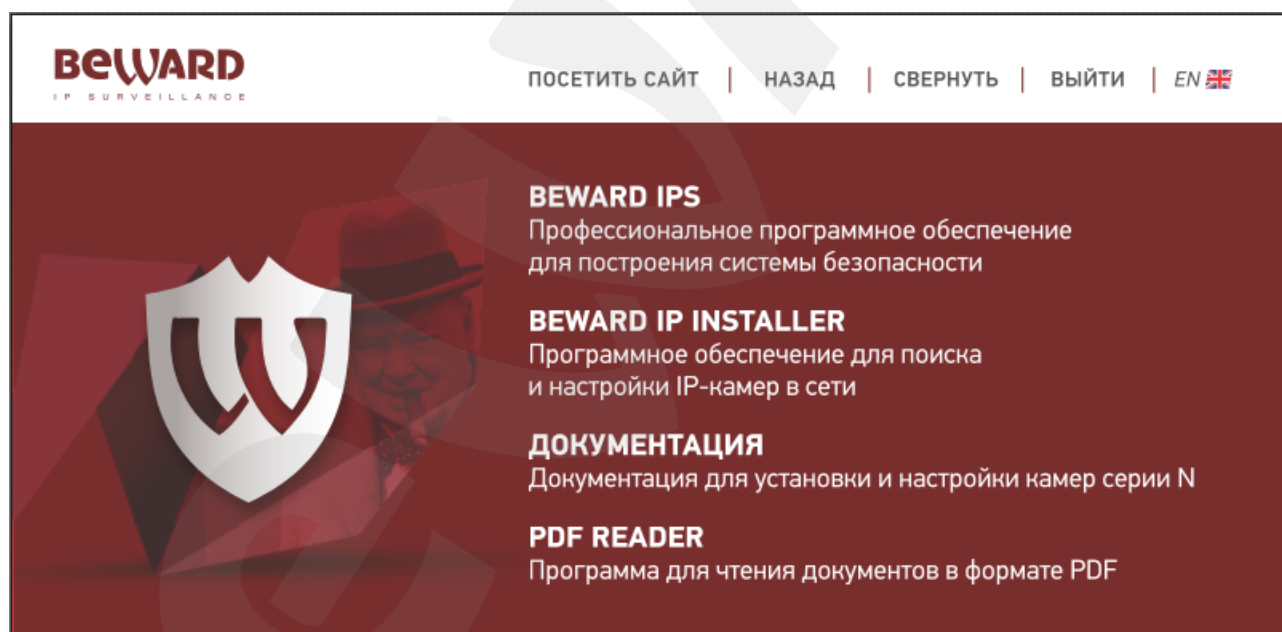 BEWARD
IP SURVEILLANCE
ПОСЕТИТЬ САЙТ | НАЗАД | СВЕРНУТЬ | ВЫЙТИ | EN
BEWARD IPS
Профессиональное программное обеспечение
для построения системы безопасности
BEWARD IP INSTALLER
Программное обеспечение для поиска
и настройки IP-камер в сети
ДОКУМЕНТАЦИЯ
Документация для установки и настройки камер серии N
PDF READER
Программа для чтения документов в формате PDF